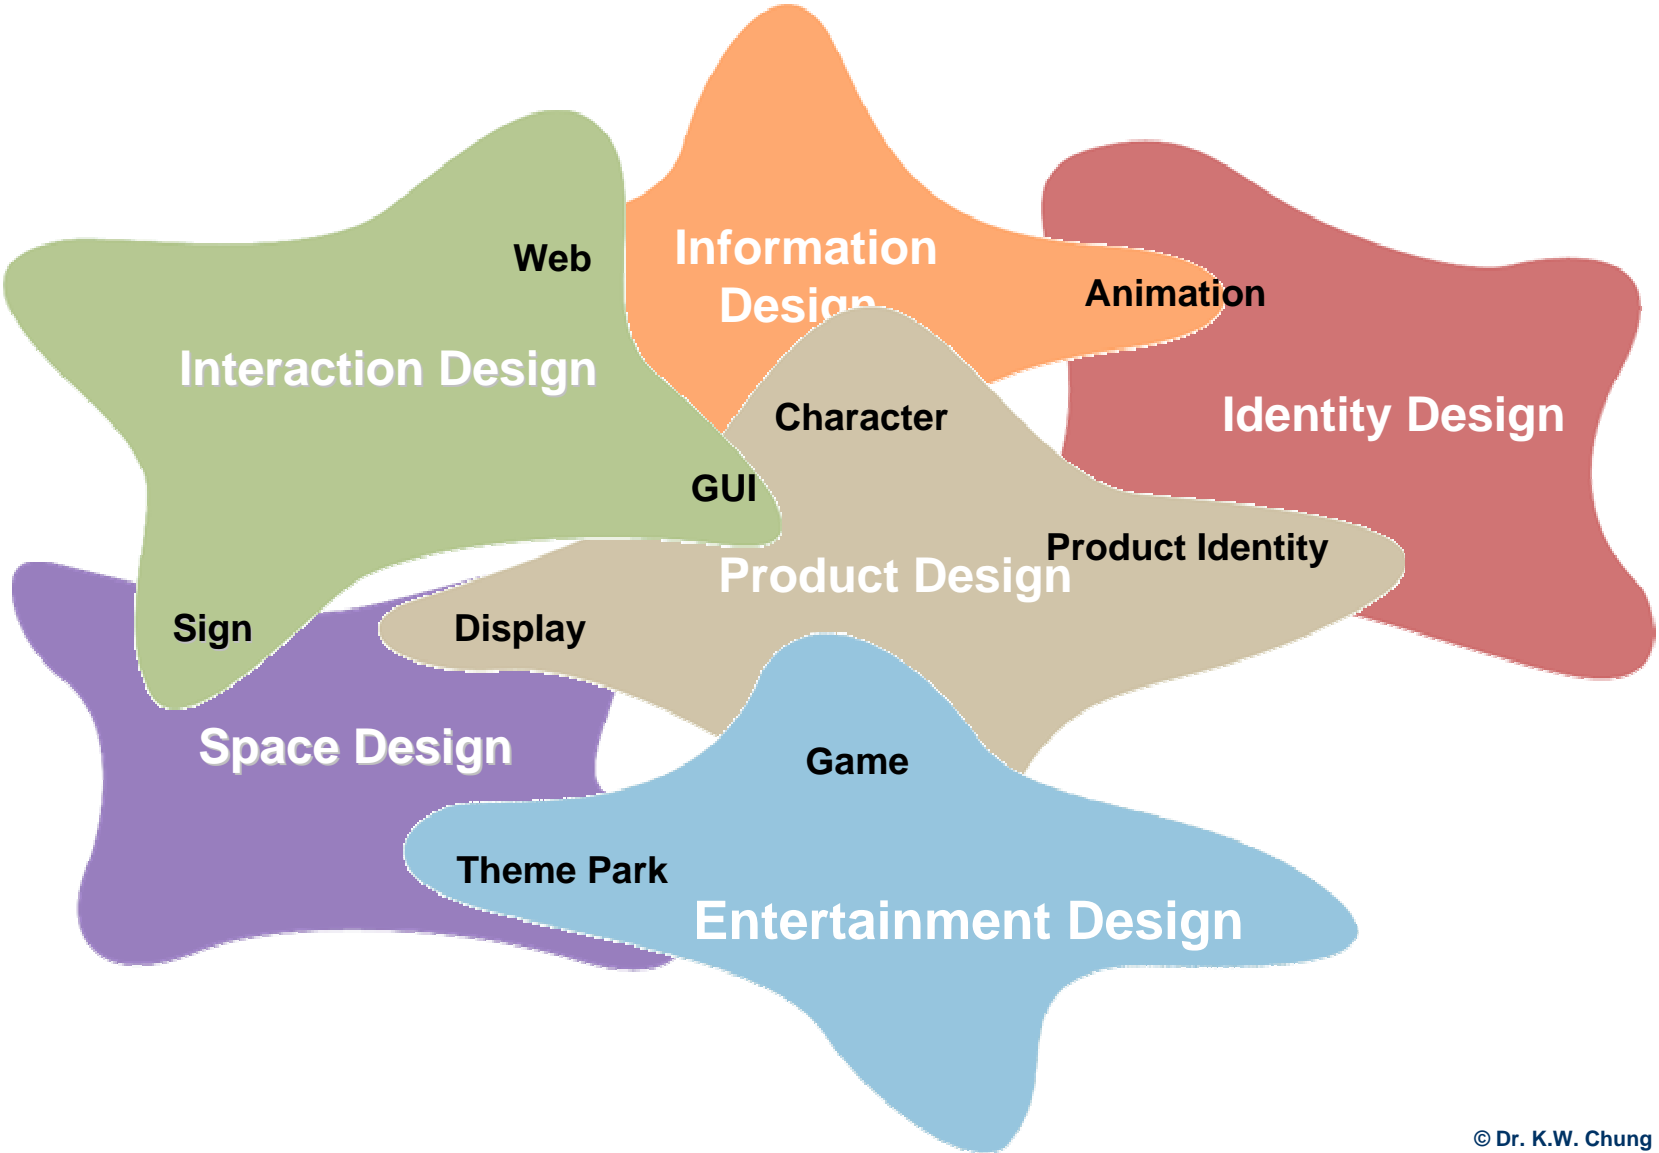 Information
Design
Web
Animation
Interaction Design
Character
Identity Design
GUI
Product Identity
Product Design
Sign
Display
Space Design
Game
Theme Park
Entertainment Design
© Dr. K.W. Chung